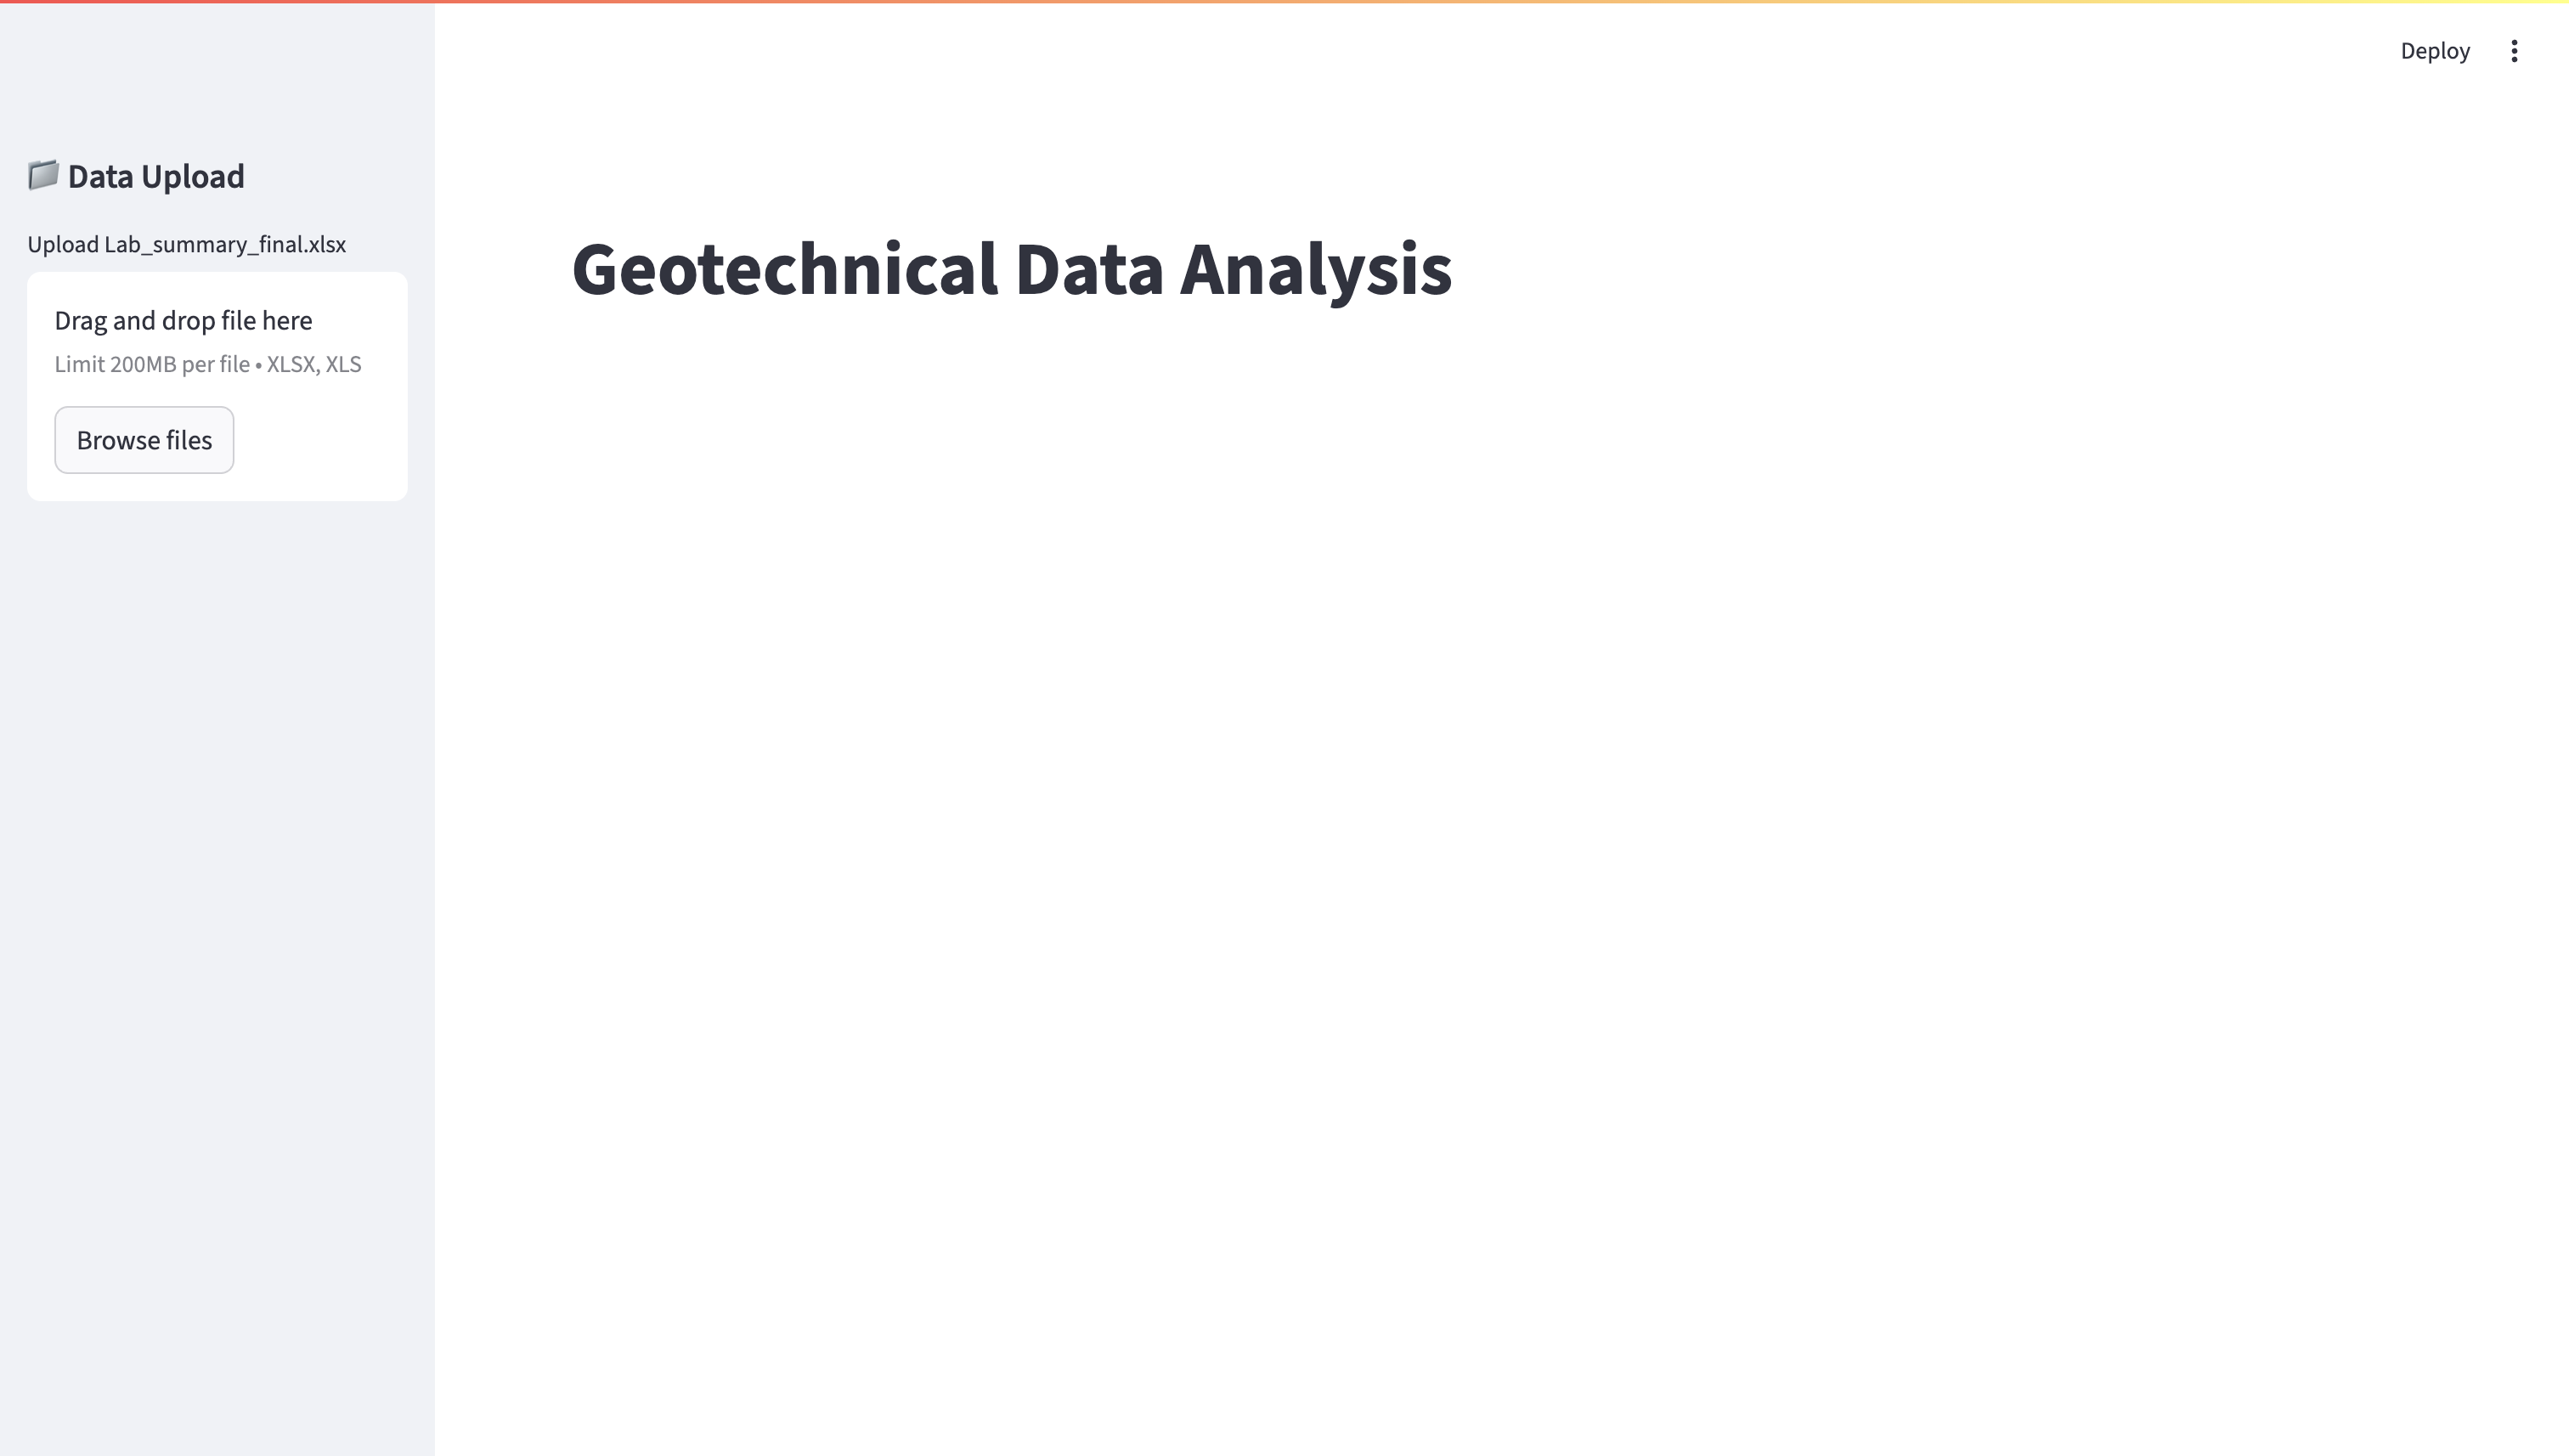 Deploy
Data Upload
Upload Lab_summary_final.xlsx
Drag and drop file here
Limit 200MB per file • XLSX, XLS
Browse files
Geotechnical Data Analysis